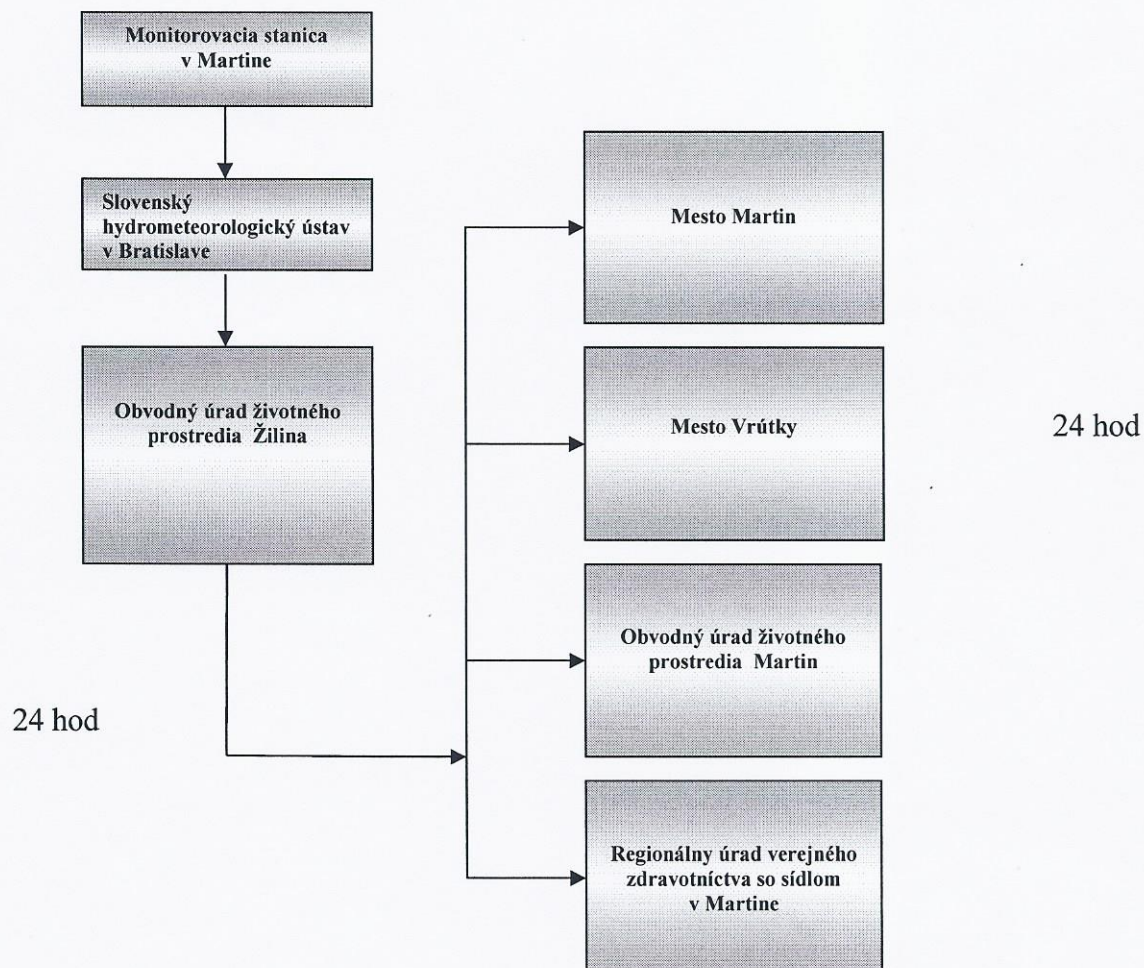 Monitorovacia stanica
v Martine
Slovenský
hydrometeorologický ústav
v Bratislave
Obvodný úrad životného
prostredia Žilina
24 hod
Mesto Martin
Mesto Vrútky
24 hod
Obvodný úrad životného
prostredia Martin
Regionálny úrad verejného
zdravotníctva so sídlom
v Martine